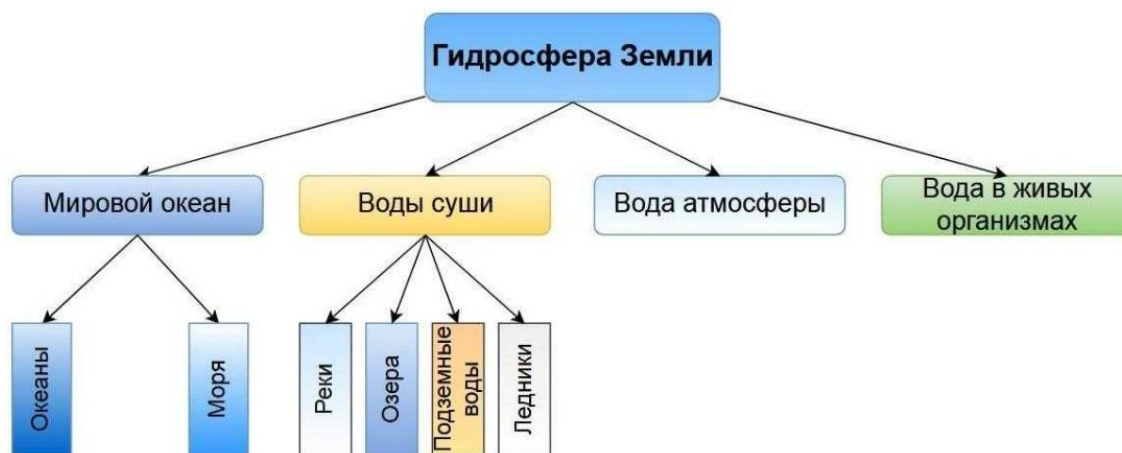 Гидросфера Земли
Мировой океан
Воды суши
Вода атмосферы
Вода в живых
организмах
Океаны
Моря
Реки
Озера
Подземные
воды
Ледники